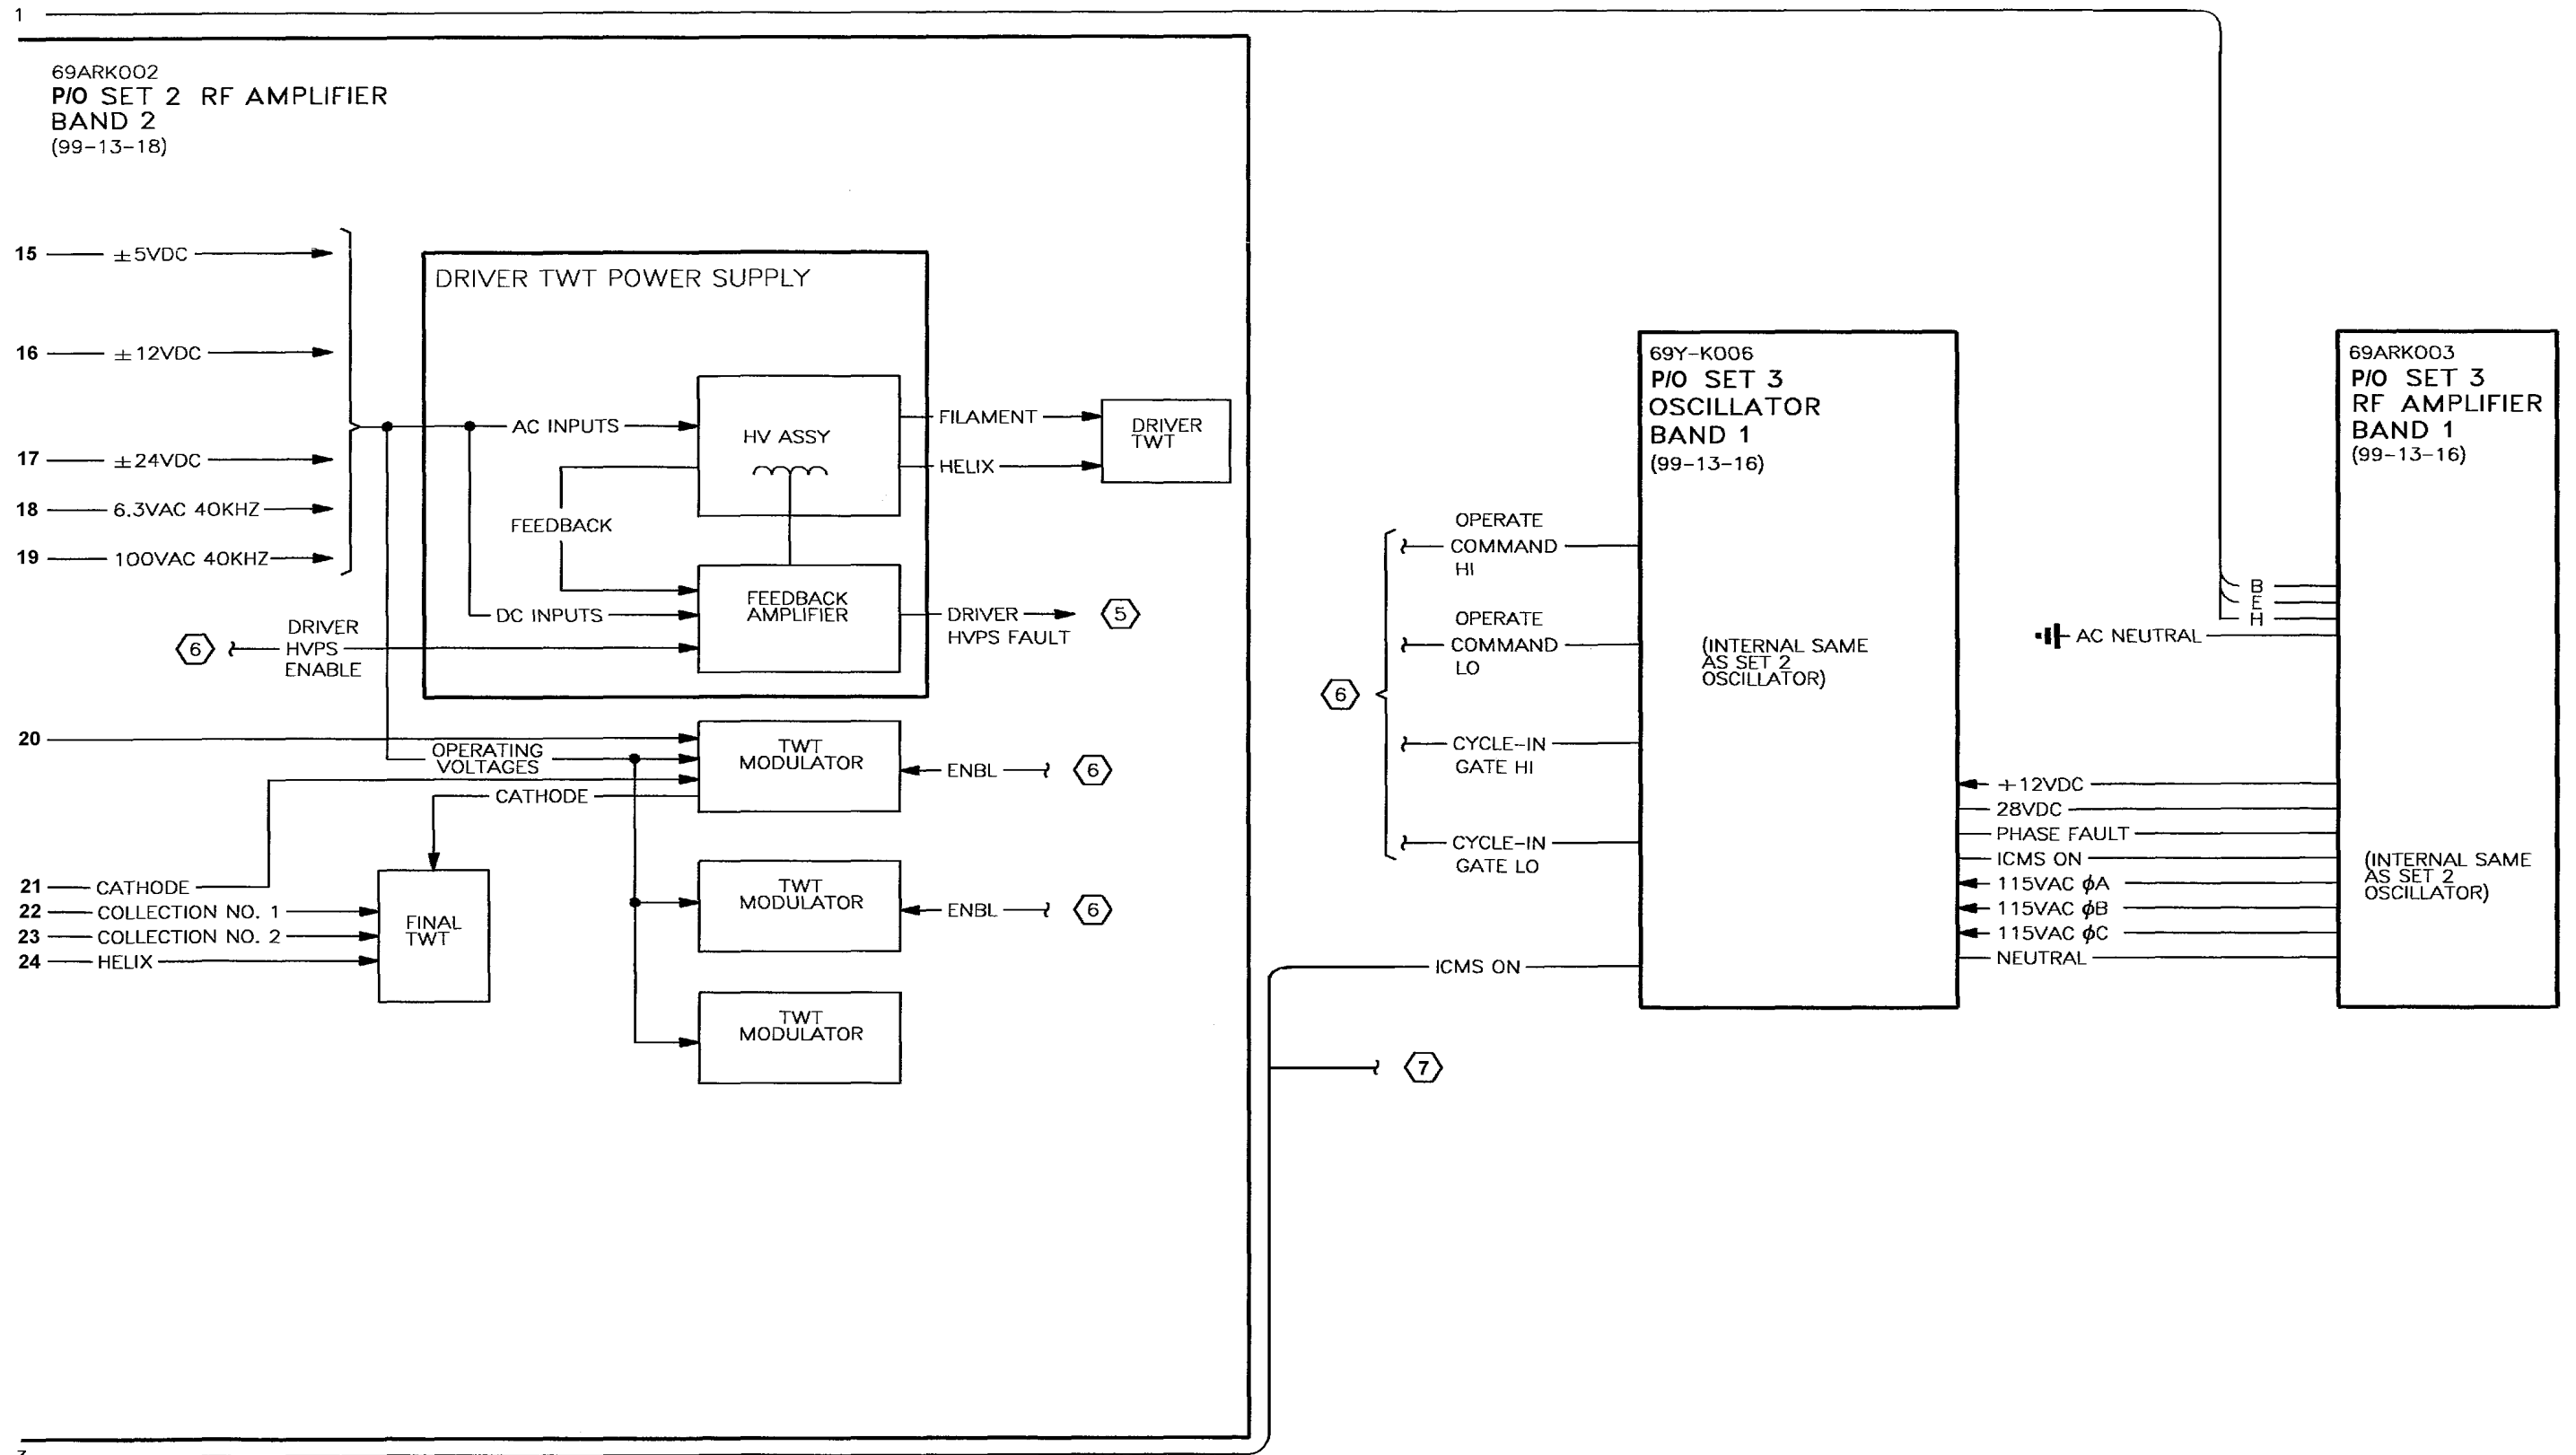 1
69ARK002
P/O SET 2 RF AMPLIFIER
BAND 2
(99-13-18)
15 ±5VDC
16 ±12VDC
17 ±24VDC
18 6.3VAC 40KHZ
19 100VAC 40KHZ
DRIVER TWT POWER SUPPLY
AC INPUTS
HV ASSY
FILAMENT
HELIX
DRIVER
TWT
FEEDBACK
DC INPUTS
FEEDBACK
AMPLIFIER
DRIVER
HVPS FAULT
5
6
DRIVER
HVPS
ENABLE
20
OPERATING
VOLTAGES
CATHODE
TWT
MODULATOR
ENBL
6
21 CATHODE
22 COLLECTION NO. 1
23 COLLECTION NO. 2
24 HELIX
FINAL
TWT
TWT
MODULATOR
ENBL
6
TWT
MODULATOR
6
OPERATE
COMMAND
HI
OPERATE
COMMAND
LO
CYCLE-IN
GATE HI
CYCLE-IN
GATE LO
ICMS ON
7
69Y-K006
P/O SET 3
OSCILLATOR
BAND 1
(99-13-16)
(INTERNAL SAME
AS SET 2
OSCILLATOR)
B
E
H
AC NEUTRAL
+12VDC
28VDC
PHASE FAULT
ICMS ON
115VAC ϕA
115VAC ϕB
115VAC ϕC
NEUTRAL
69ARK003
P/O SET 3
RF AMPLIFIER
BAND 1
(99-13-16)
(INTERNAL SAME
AS SET 2
OSCILLATOR)